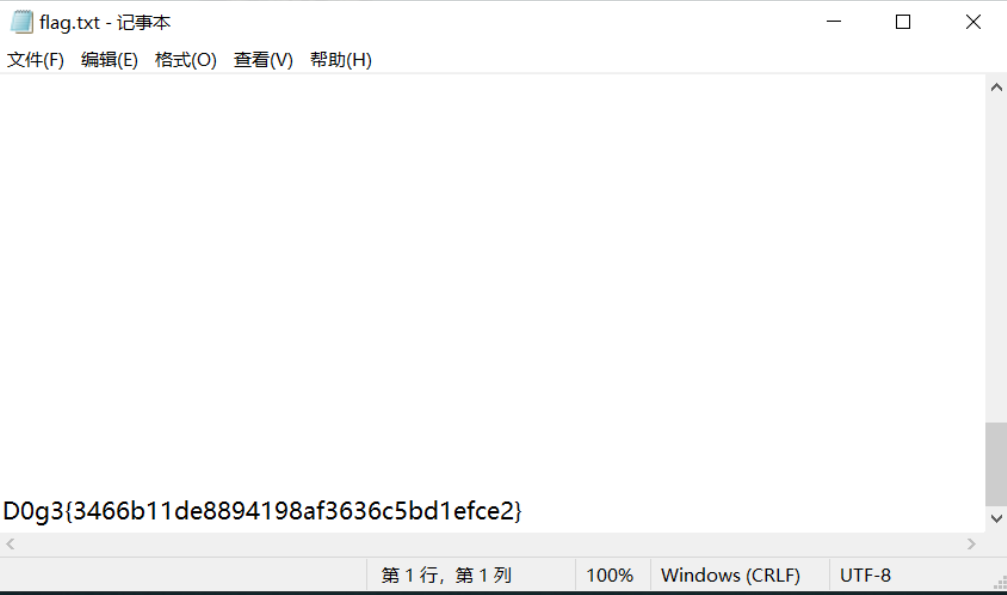 flag.txt - 记事本
文件(F) 编辑(E) 格式(O) 查看(V) 帮助(H)
D0g3{3466b11de8894198af3636c5bd1efce2}
第 1 行，第 1 列 100% Windows (CRLF) UTF-8